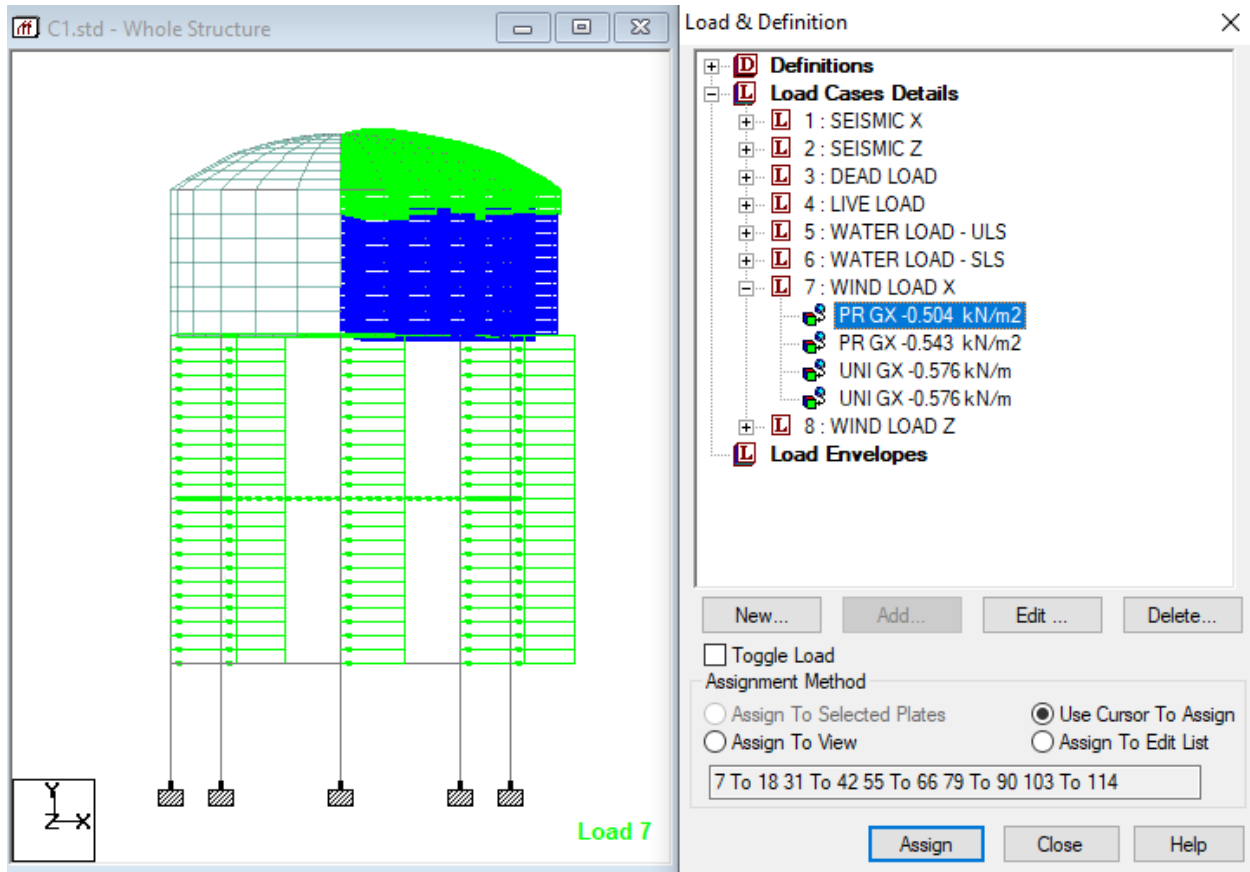 C1.std - Whole Structure
Load 7
Y
Z X
Load & Definition
D Definitions
L Load Cases Details
L 1 : SEISMIC X
L 2 : SEISMIC Z
L 3 : DEAD LOAD
L 4 : LIVE LOAD
L 5 : WATER LOAD - ULS
L 6 : WATER LOAD - SLS
L 7 : WIND LOAD X
PR GX -0.504 kN/m2
PR GX -0.543 kN/m2
UNI GX -0.576 kN/m
UNI GX -0.576 kN/m
L 8 : WIND LOAD Z
L Load Envelopes
New... Add... Edit ... Delete...
Toggle Load
Assignment Method
Assign To Selected Plates Use Cursor To Assign
Assign To View Assign To Edit List
7 To 18 31 To 42 55 To 66 79 To 90 103 To 114
Assign Close Help